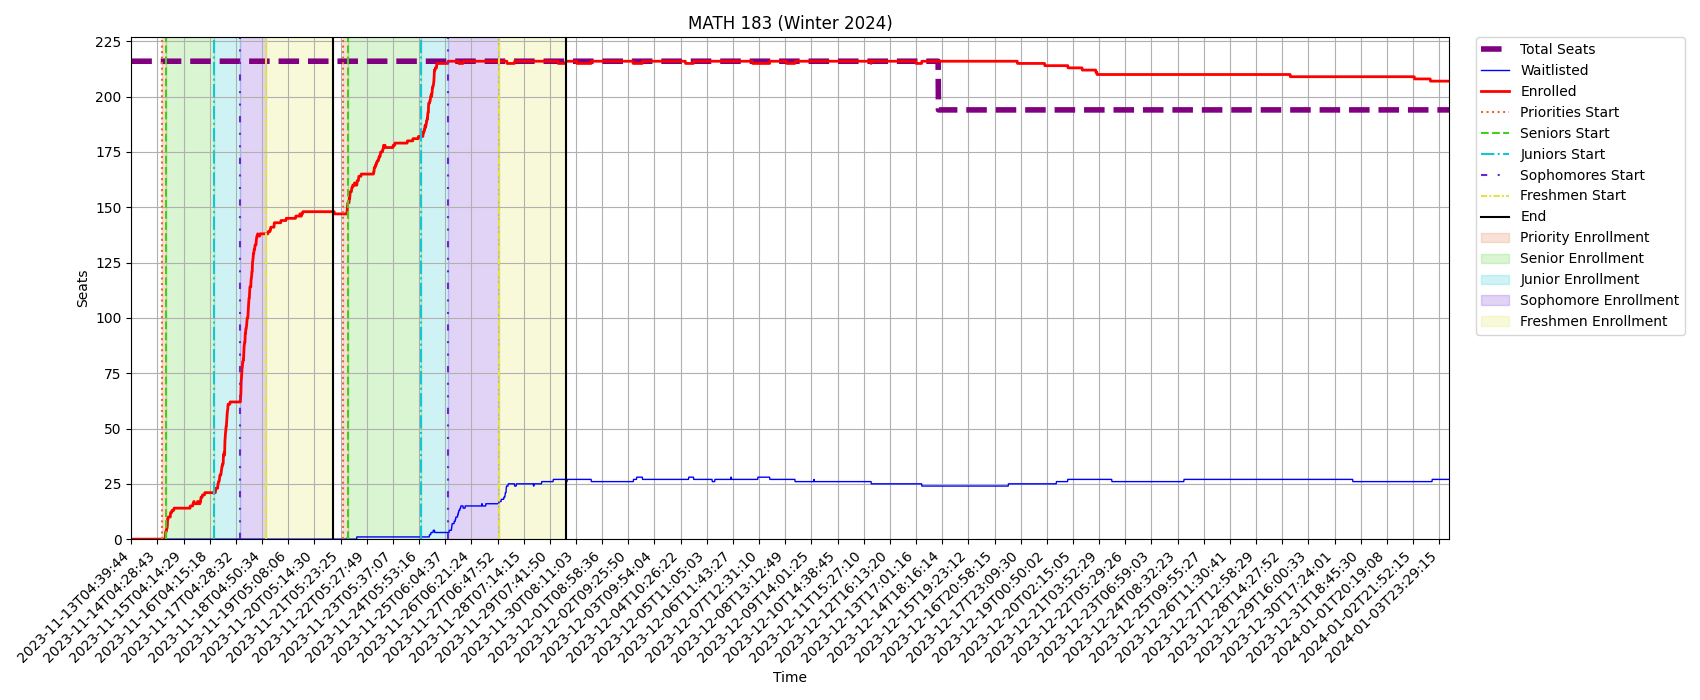 MATH 183 (Winter 2024)
Seats
225
200
175
150
125
100
75
50
25
0
2023-11-13T04:39:44
2023-11-14T04:28:43
2023-11-15T04:14:29
2023-11-16T04:15:18
2023-11-17T04:28:32
2023-11-18T04:50:34
2023-11-19T05:08:06
2023-11-20T05:14:30
2023-11-21T05:23:25
2023-11-22T05:27:49
2023-11-23T05:37:07
2023-11-24T05:53:16
2023-11-25T06:04:37
2023-11-26T06:21:24
2023-11-27T06:47:52
2023-11-28T07:14:15
2023-11-29T07:41:50
2023-11-30T08:11:03
2023-12-01T08:58:36
2023-12-02T09:25:50
2023-12-03T09:54:04
2023-12-04T10:26:22
2023-12-05T11:05:03
2023-12-06T11:43:27
2023-12-07T12:31:10
2023-12-08T13:12:49
2023-12-09T14:01:25
2023-12-10T14:38:45
2023-12-11T15:27:10
2023-12-12T16:13:20
2023-12-13T17:01:16
2023-12-14T18:16:14
2023-12-15T19:23:12
2023-12-16T20:58:15
2023-12-17T23:09:30
2023-12-19T00:50:02
2023-12-20T02:15:05
2023-12-21T03:52:29
2023-12-22T05:29:26
2023-12-23T06:59:03
2023-12-24T08:32:23
2023-12-25T09:55:27
2023-12-26T11:30:41
2023-12-27T12:58:29
2023-12-28T14:27:52
2023-12-29T16:00:33
2023-12-30T17:24:01
2023-12-31T18:45:30
2024-01-01T20:19:08
2024-01-02T21:52:15
2024-01-03T23:29:15
Time
Total Seats
Waitlisted
Enrolled
Priorities Start
Seniors Start
Juniors Start
Sophomores Start
Freshmen Start
End
Priority Enrollment
Senior Enrollment
Junior Enrollment
Sophomore Enrollment
Freshmen Enrollment